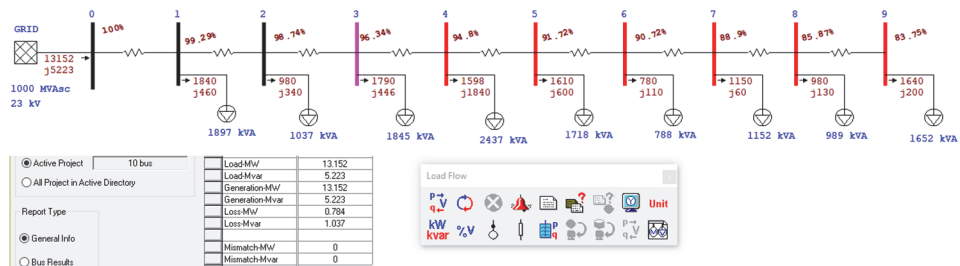 0 1 2 3 4 5 6 7 8 9
GRID
100% 99.29% 98.74% 96.34% 94.8% 91.72% 90.72% 88.9% 85.87% 83.75%
13152
j5223
1000 MVAsc
23 kV
1840 980 1790 1598 1610 780 1150 980 1640
j460 j340 j446 j1840 j600 j110 j60 j130 j200
1897 kVA 1037 kVA 1845 kVA 2437 kVA 1718 kVA 788 kVA 1152 kVA 989 kVA 1652 kVA
Active Project 10 bus
All Project in Active Directory
Report Type
General Info
Bus Results
Load-MW 13.152
Load-Mvar 5.223
Generation-MW 13.152
Generation-Mvar 5.223
Loss-MW 0.784
Loss-Mvar 1.037
Mismatch-MW 0
Mismatch-Mvar 0
Load Flow
P V
q Unit
kW %V P P V
kvar q q